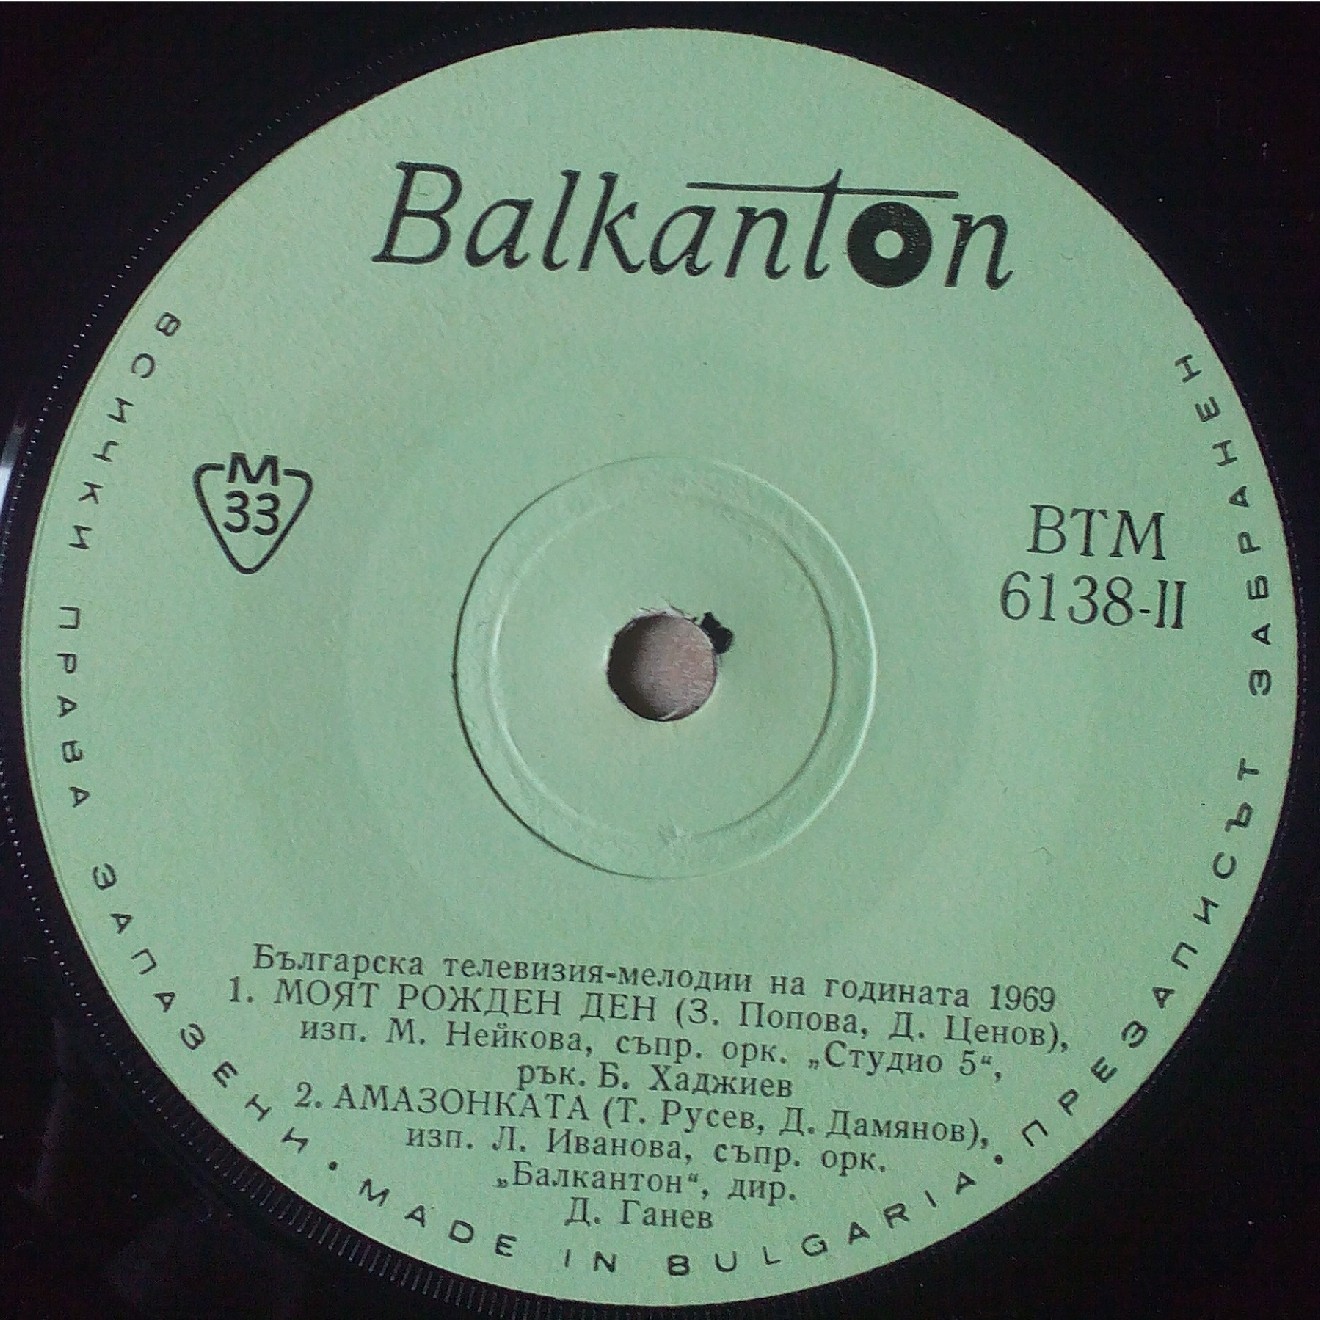 Balkanton
М
33
ВТМ
6138-II
Българска телевизия-мелодии на годината 1969
1. МОЯТ РОЖДЕН ДЕН (З. Попова, Д. Ценов),
изп. М. Нейкова, съпр. орк. „Студио 5“,
рък. Б. Хаджиев
2. АМАЗОНКАТА (Т. Русев, Д. Дамянов),
изп. Л. Иванова, съпр. орк.
„Балкантон“, дир.
Д. Ганев
ВСИЧКИ ПРАВА ЗАПАЗЕНИ • MADE IN BULGARIA • ПРЕЗАПИСЪТ ЗАБРАНЕН